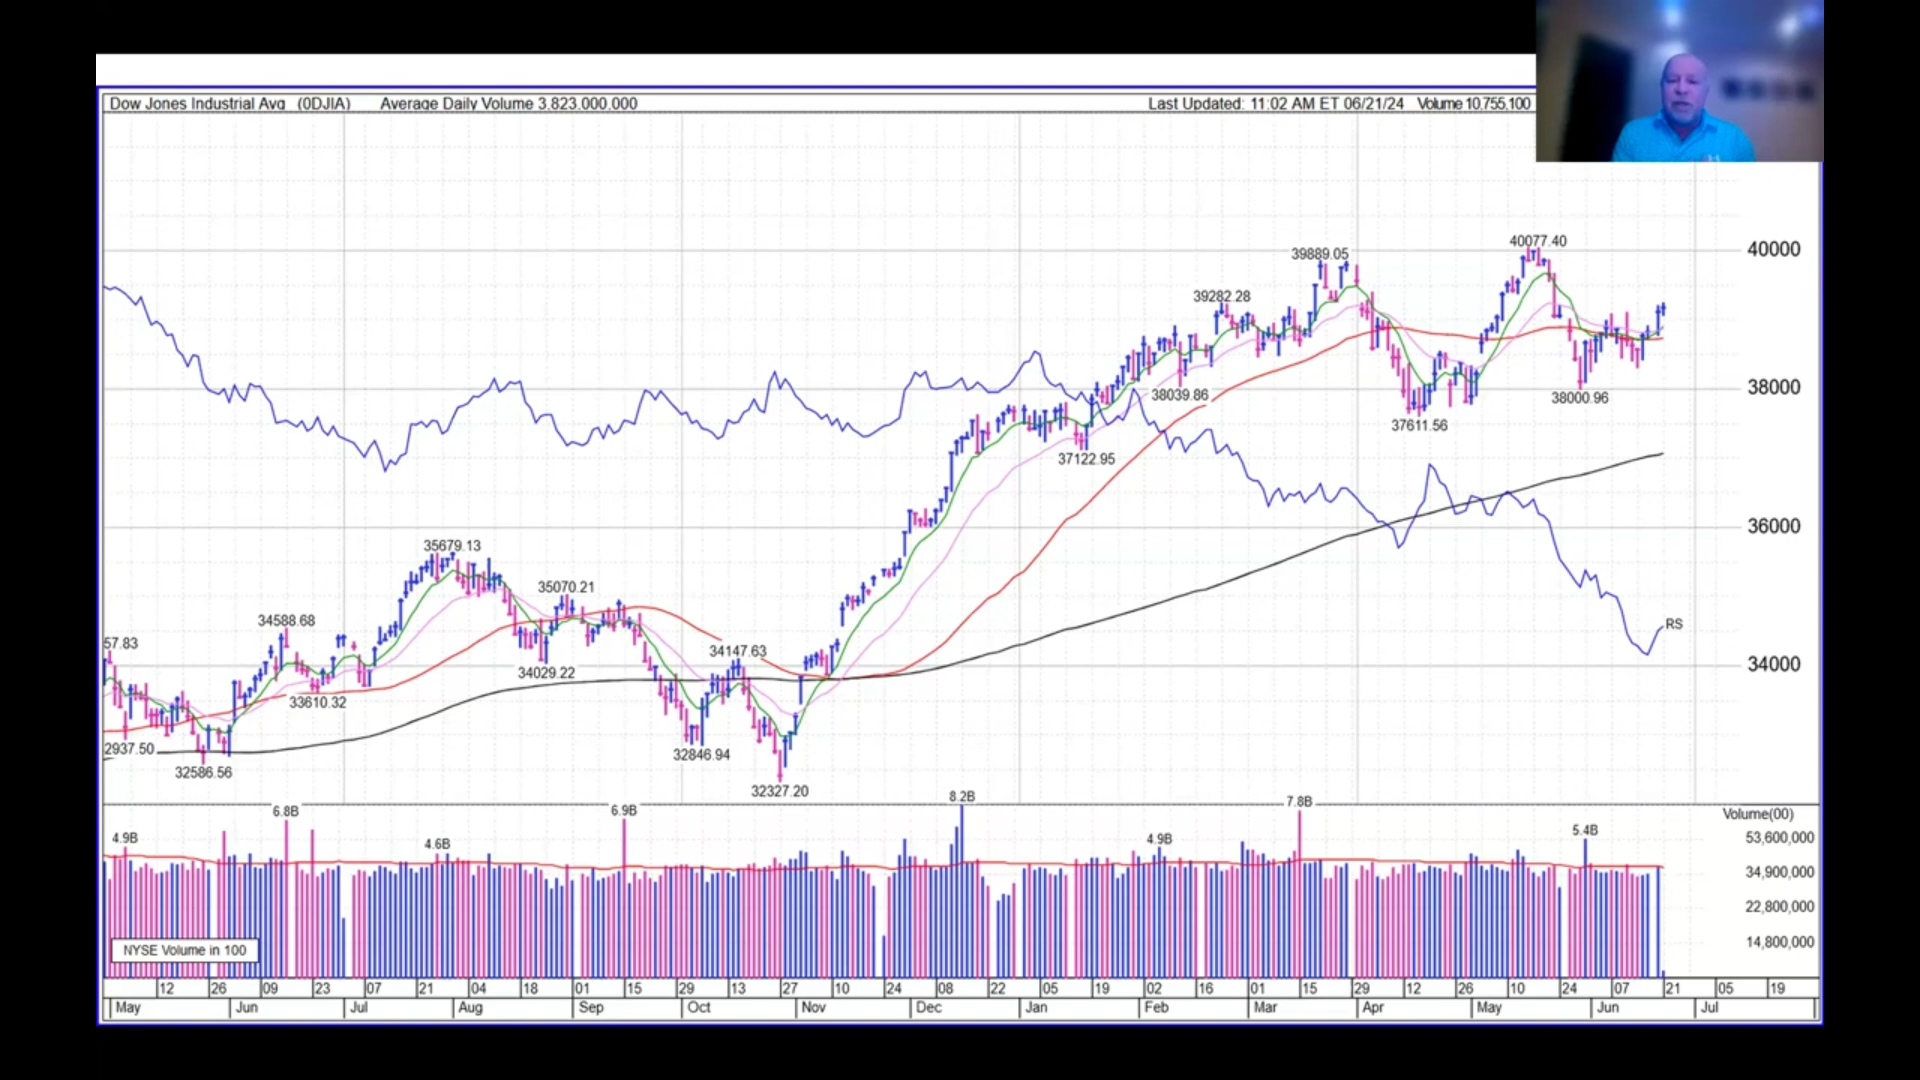 Dow Jones Industrial Avg (0DJIA) Average Daily Volume 3,823,000,000 Last Updated: 11:02 AM ET 06/21/24 Volume 10,755,100
40077.40
40000
39889.05
39282.28
38000
38039.86
38000.96
37611.56
37122.95
36000
35679.13
35070.21
34588.68
RS
57.83
34147.63
34000
34029.22
33610.32
2937.50
32846.94
32586.56
32327.20
8.2B
7.8B
6.8B
6.9B
Volume(00)
4.9B
4.6B
4.9B
5.4B
53,600,000
34,900,000
22,800,000
14,800,000
NYSE Volume in 100
12 26 09 23 07 21 04 18 01 15 29 13 27 10 24 08 22 05 19 02 16 01 15 29 12 26 10 24 07 21 05 19
May Jun Jul Aug Sep Oct Nov Dec Jan Feb Mar Apr May Jun Jul